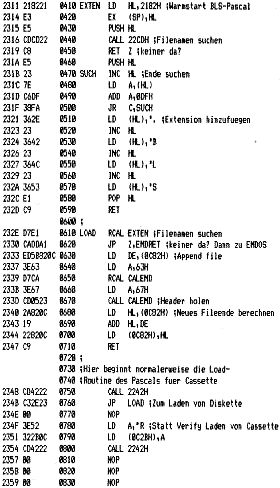 2311 218221 0410 EXTEN LD HL,2182H ;Warmstart BLS-Pascal
2314 E3 0420 EX (SP),HL
2315 E5 0430 PUSH HL
2316 CDCD22 0440 CALL 22CDH ;Filenamen suchen
2319 C8 0450 RET Z ;keiner da?
231A E5 0460 PUSH HL
231B 23 0470 SUCH INC HL ;Ende suchen
231C 7E 0480 LD A,(HL)
231D C6DF 0490 ADD A,0DFH
231F 38FA 0500 JR C,SUCH
2321 362E 0510 LD (HL),". ;Extension hinzufuegen
2323 23 0520 INC HL
2324 3642 0530 LD (HL),"B
2326 23 0540 INC HL
2327 364C 0550 LD (HL),"L
2329 23 0560 INC HL
232A 3653 0570 LD (HL),"S
232C E1 0580 POP HL
232D C9 0590 RET
0600 ;
232E D7E1 0610 LOAD RCAL EXTEN ;Filenamen suchen
2330 CADDA1 0620 JP Z,EMDRET ;keiner da? Dann zu EMDOS
2333 ED5B820C 0630 LD DE,(0C82H) ;Append file
2337 3E63 0640 LD A,63H
2339 D7CA 0650 RCAL CALEMD
233B 3E67 0660 LD A,67H
233D CD0523 0670 CALL CALEMD ;Header holen
2340 2A820C 0680 LD HL,(0C82H) ;Neues Fileende berechnen
2343 19 0690 ADD HL,DE
2344 22820C 0700 LD (0C82H),HL
2347 C9 0710 RET
0720 ;
0730 ;Hier beginnt normalerweise die Load-
0740 ;Routine des Pascals fuer Cassette
2348 CD4222 0750 CALL 2242H
234B C32E23 0760 JP LOAD ;Zum Laden von Diskette
234E 00 0770 NOP
234F 3E52 0780 LD A,"R ;Statt Verify Laden von Cassette
2351 322B0C 0790 LD (0C2BH),A
2354 CD4222 0800 CALL 2242H
2357 00 0810 NOP
2358 00 0820 NOP
2359 00 0830 NOP